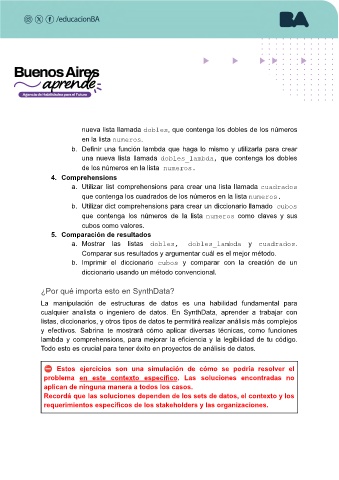 /educacionBA
BA
Buenos Aires
aprende
Agencia de Habilidades para el Futuro
nueva lista llamada dobles, que contenga los dobles de los números
en la lista numeros.
b. Definir una función lambda que haga lo mismo y utilizarla para crear
una nueva lista llamada dobles_lambda, que contenga los dobles
de los números en la lista numeros.
4. Comprehensions
a. Utilizar list comprehensions para crear una lista llamada cuadrados
que contenga los cuadrados de los números en la lista numeros.
b. Utilizar dict comprehensions para crear un diccionario llamado cubos
que contenga los números de la lista numeros como claves y sus
cubos como valores.
5. Comparación de resultados
a. Mostrar las listas dobles, dobles_lambda y cuadrados.
Comparar sus resultados y argumentar cuál es el mejor método.
b. Imprimir el diccionario cubos y comparar con la creación de un
diccionario usando un método convencional.
¿Por qué importa esto en SynthData?
La manipulación de estructuras de datos es una habilidad fundamental para
cualquier analista o ingeniero de datos. En SynthData, aprender a trabajar con
listas, diccionarios, y otros tipos de datos te permitirá realizar análisis más complejos
y efectivos. Sabrina te mostrará cómo aplicar diversas técnicas, como funciones
lambda y comprehensions, para mejorar la eficiencia y la legibilidad de tu código.
Todo esto es crucial para tener éxito en proyectos de análisis de datos.
Estos ejercicios son una simulación de cómo se podría resolver el
problema en este contexto específico. Las soluciones encontradas no
aplican de ninguna manera a todos los casos.
Recordá que las soluciones dependen de los sets de datos, el contexto y los
requerimientos específicos de los stakeholders y las organizaciones.